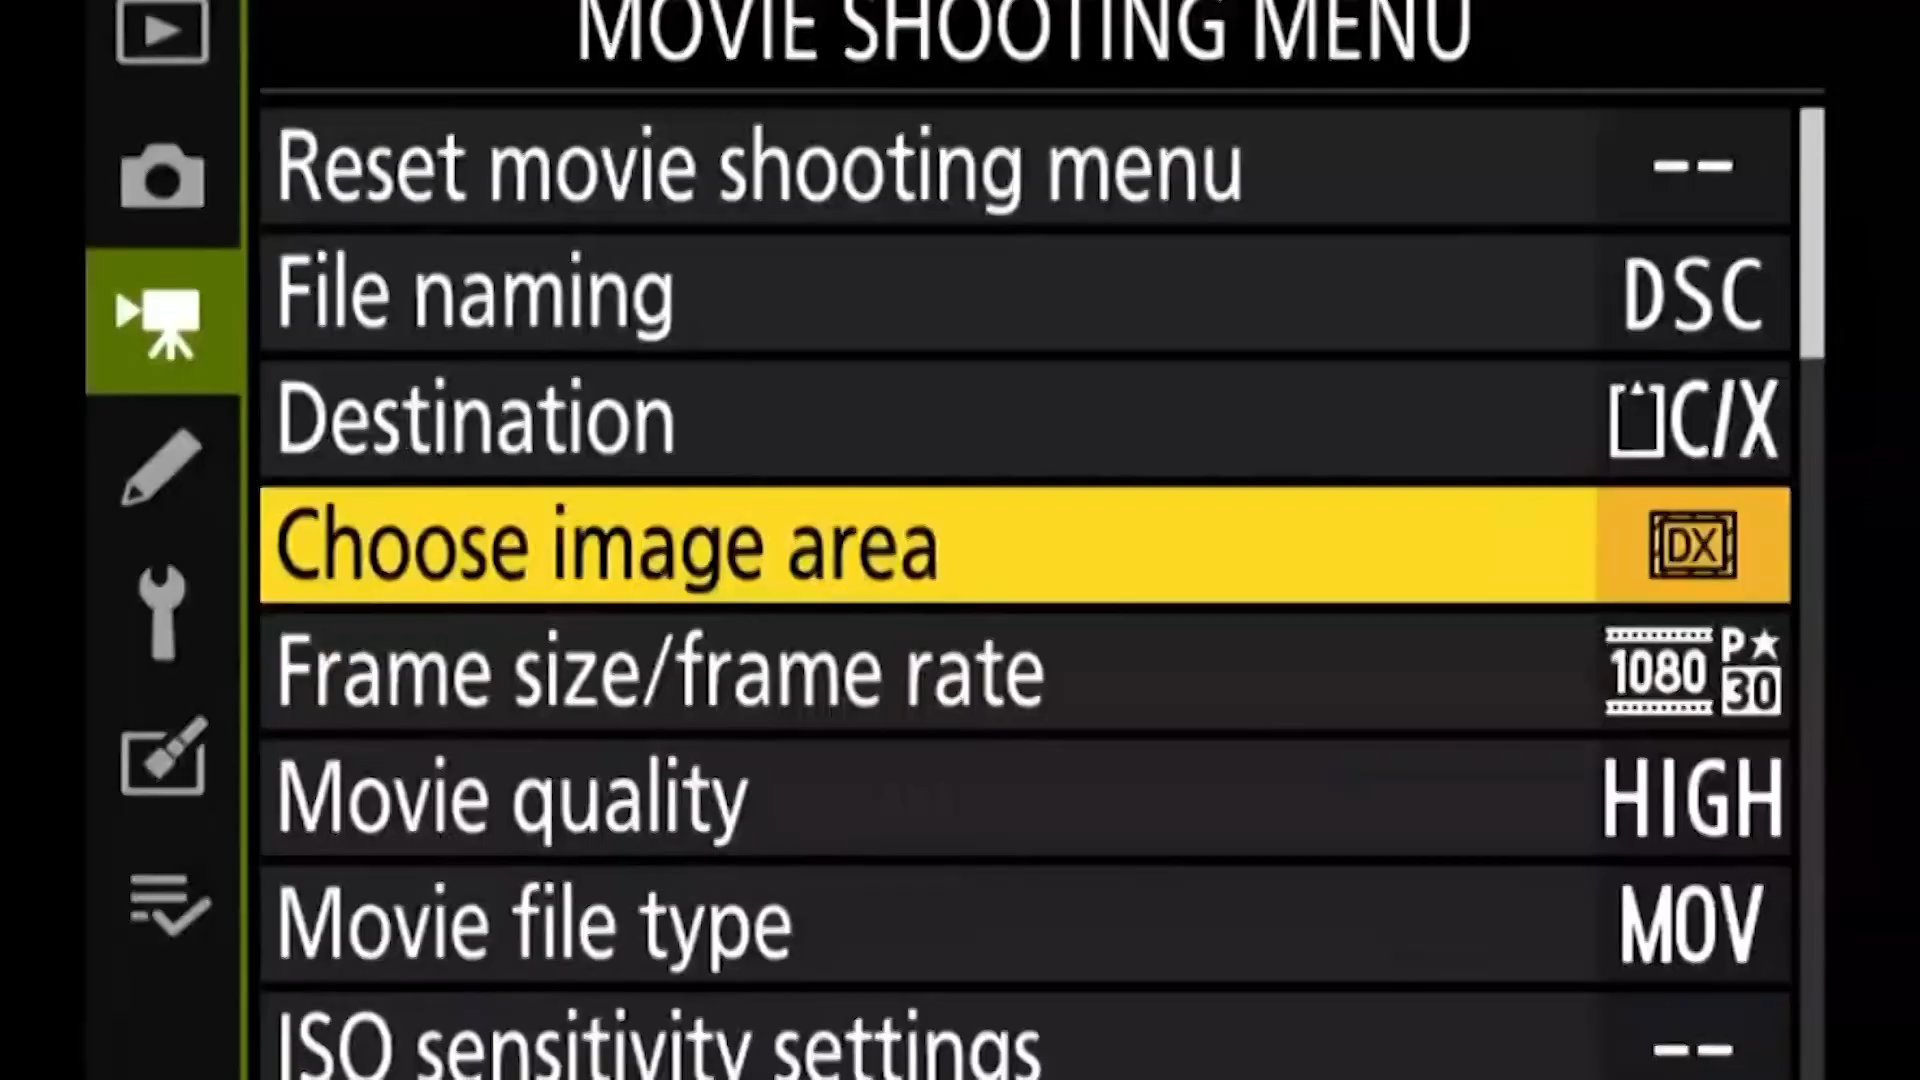 MOVIE SHOOTING MENU
Reset movie shooting menu --
File naming DSC
Destination C/X
Choose image area DX
Frame size/frame rate 1080 P★ 30
Movie quality HIGH
Movie file type MOV
ISO sensitivity settings --